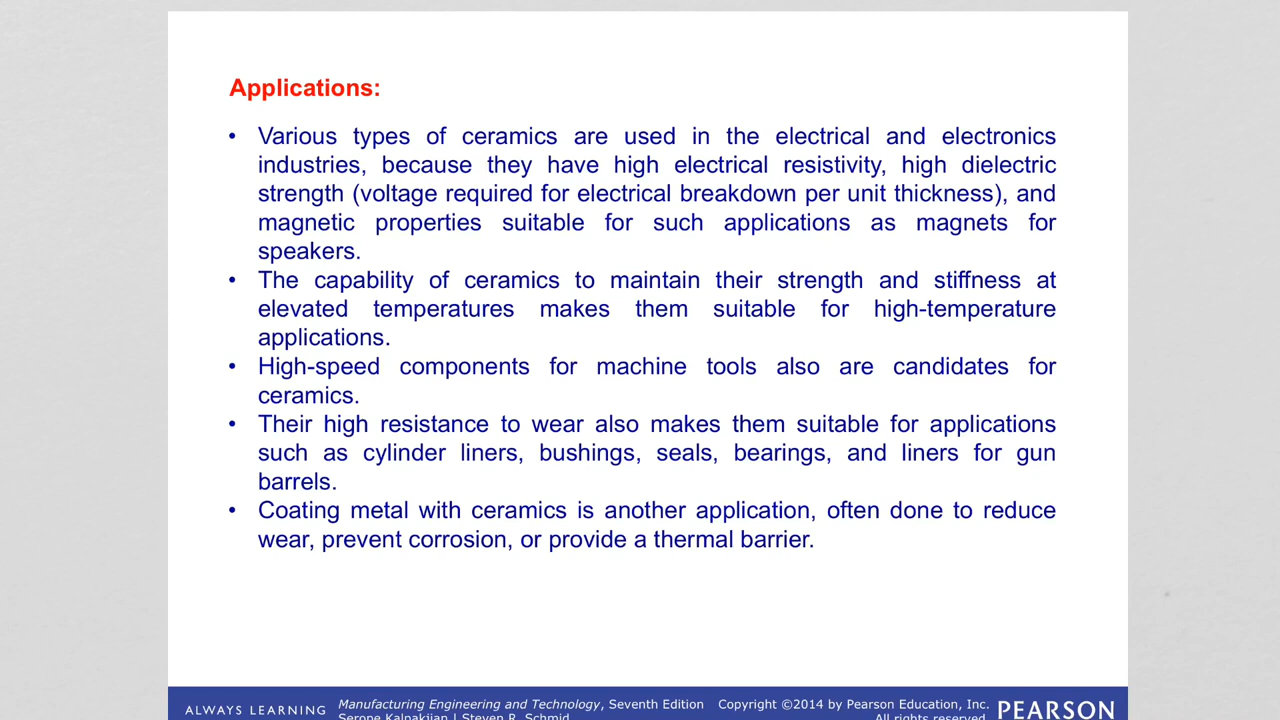 Applications:
• Various types of ceramics are used in the electrical and electronics
industries, because they have high electrical resistivity, high dielectric
strength (voltage required for electrical breakdown per unit thickness), and
magnetic properties suitable for such applications as magnets for
speakers.
• The capability of ceramics to maintain their strength and stiffness at
elevated temperatures makes them suitable for high-temperature
applications.
• High-speed components for machine tools also are candidates for
ceramics.
• Their high resistance to wear also makes them suitable for applications
such as cylinder liners, bushings, seals, bearings, and liners for gun
barrels.
• Coating metal with ceramics is another application, often done to reduce
wear, prevent corrosion, or provide a thermal barrier.
ALWAYS LEARNING
Manufacturing Engineering and Technology, Seventh Edition
Serope Kalpakjian | Steven R. Schmid
Copyright ©2014 by Pearson Education, Inc.
All rights reserved.
PEARSON